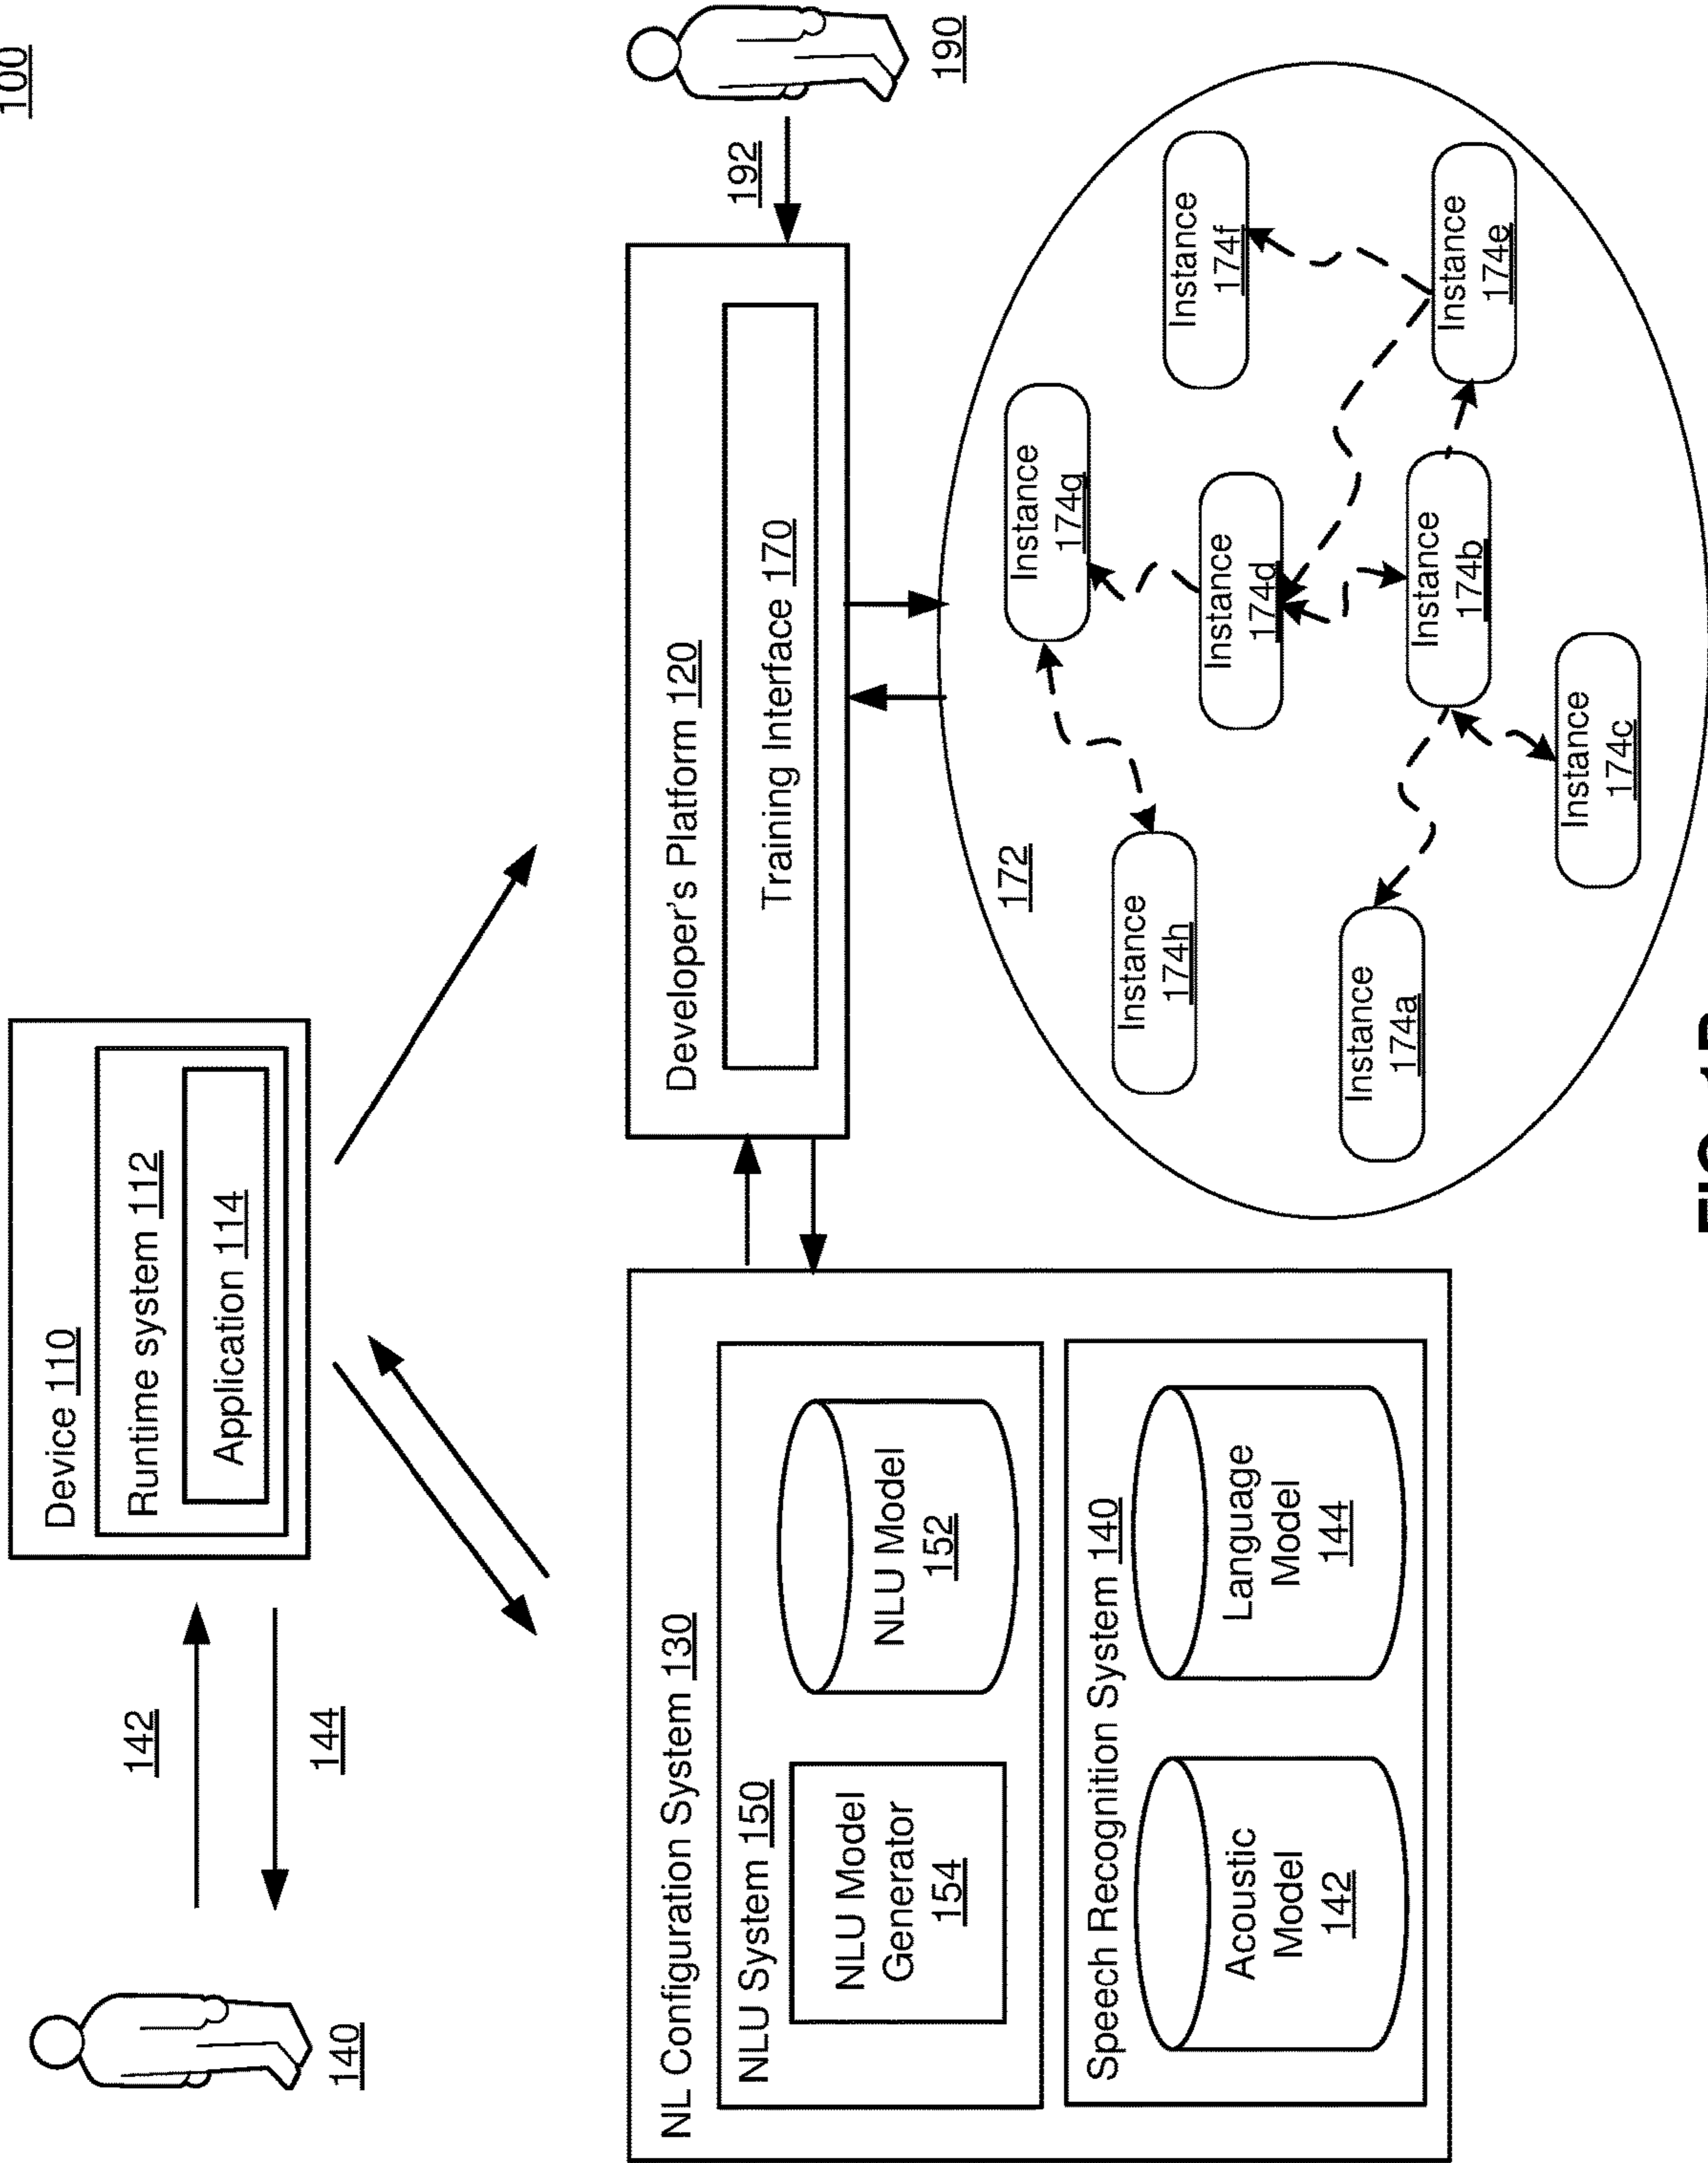 100
Device 110
Runtime system 112
Application 114
142
144
140
190
192
NL Configuration System 130
NLU System 150
NLU Model
Generator
154
NLU Model
152
Speech Recognition System 140
Acoustic
Model
142
Language
Model
144
Developer's Platform 120
Training Interface 170
172
Instance
174g
Instance
174h
Instance
174f
Instance
174d
Instance
174a
Instance
174b
Instance
174e
Instance
174c